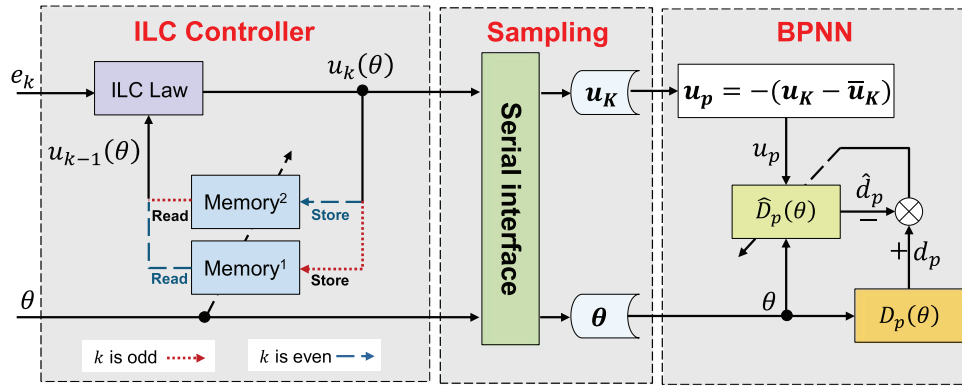 ILC Controller
Sampling
BPNN
e_k
ILC Law
u_k(θ)
u_K
u_p = −(u_K − u̅_K)
u_{k−1}(θ)
u_p
Serial interface
Memory²
Read
Store
D̂_p(θ)
d̂_p
−
Memory¹
Read
Store
+
d_p
θ
θ
θ
D_p(θ)
k is odd
k is even